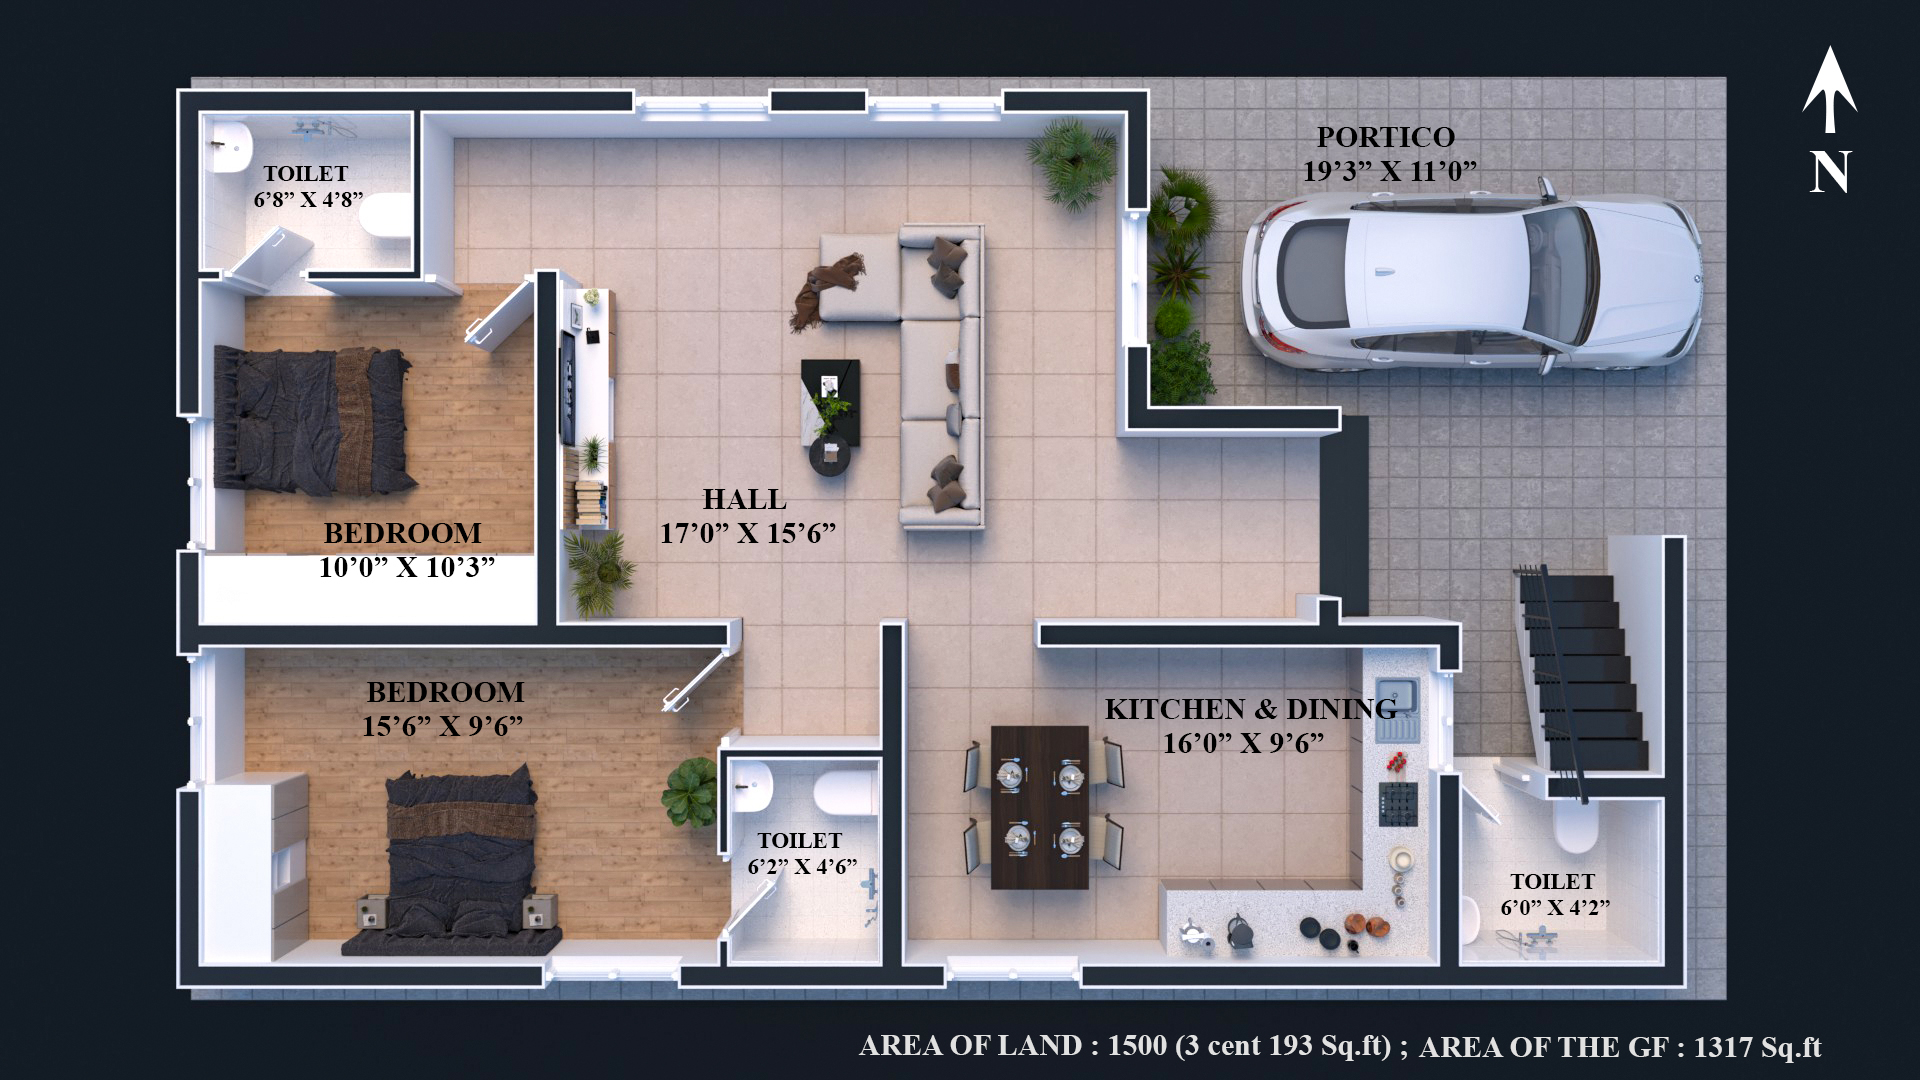 PORTICO
19’3” X 11’0”
N
TOILET
6’8” X 4’8”
HALL
17’0” X 15’6”
BEDROOM
10’0” X 10’3”
BEDROOM
15’6” X 9’6”
KITCHEN & DINING
16’0” X 9’6”
TOILET
6’2” X 4’6”
TOILET
6’0” X 4’2”
AREA OF LAND : 1500 (3 cent 193 Sq.ft) ; AREA OF THE GF : 1317 Sq.ft